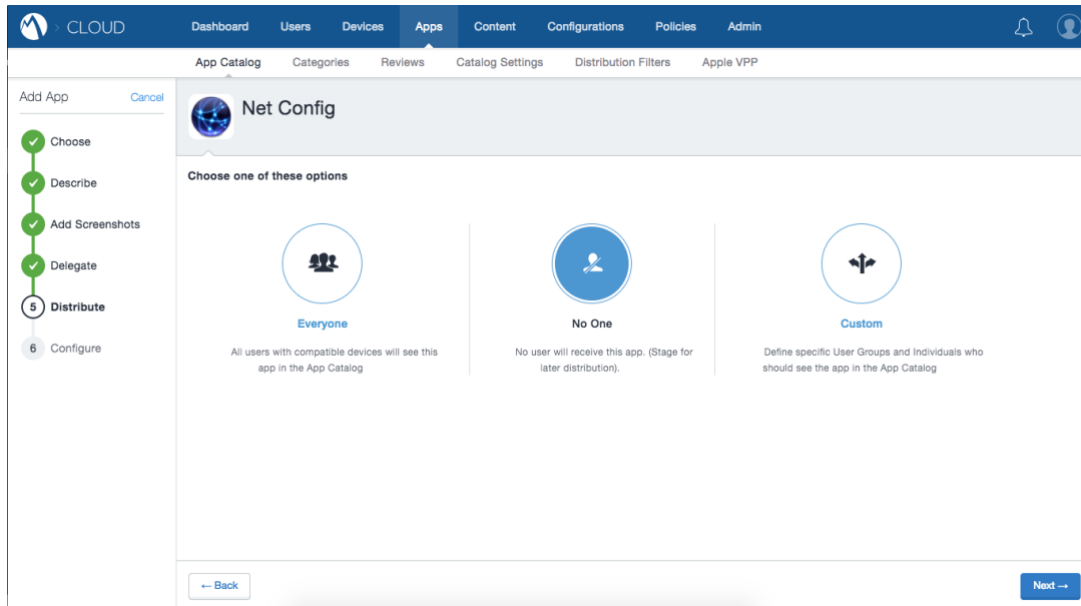 CLOUD
Dashboard Users Devices Apps Content Configurations Policies Admin
App Catalog Categories Reviews Catalog Settings Distribution Filters Apple VPP
Add App Cancel
Choose
Describe
Add Screenshots
Delegate
5 Distribute
6 Configure
Net Config
Choose one of these options
Everyone
All users with compatible devices will see this
app in the App Catalog
No One
No user will receive this app. (Stage for
later distribution).
Custom
Define specific User Groups and Individuals who
should see the app in the App Catalog
← Back
Next →